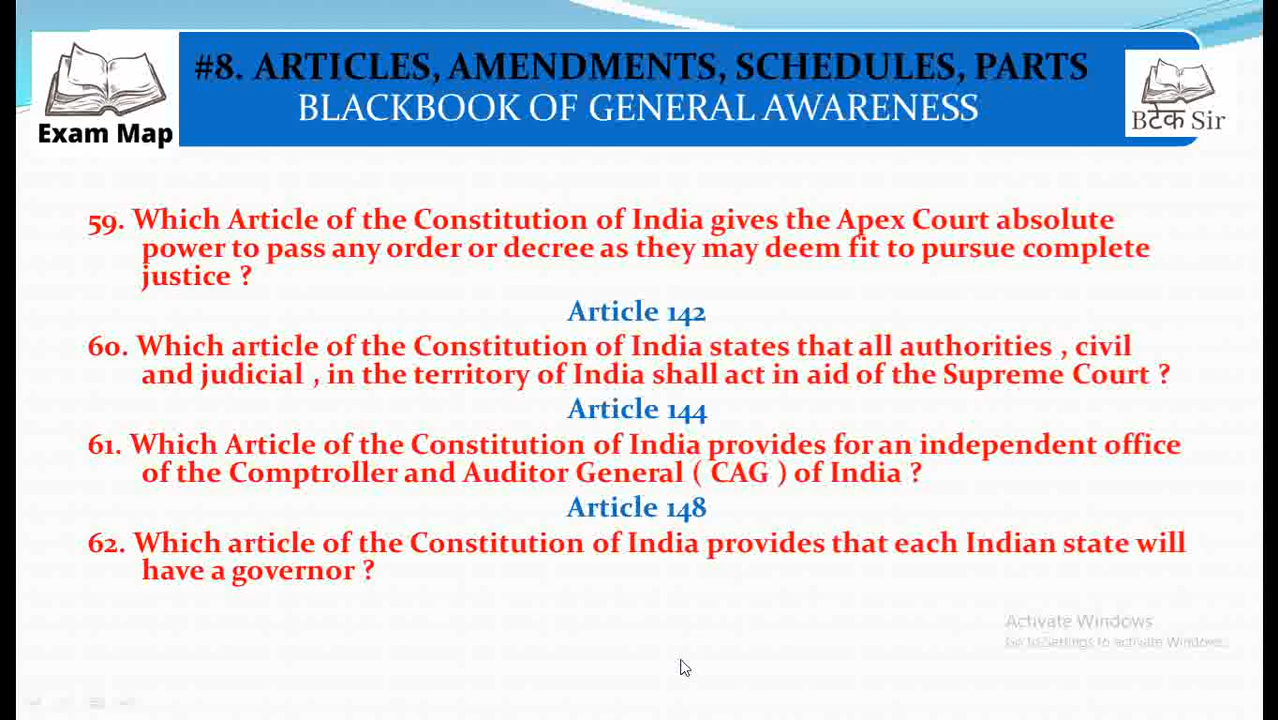 #8. ARTICLES, AMENDMENTS, SCHEDULES, PARTS
BLACKBOOK OF GENERAL AWARENESS
Exam Map
Bटेक Sir
59. Which Article of the Constitution of India gives the Apex Court absolute
power to pass any order or decree as they may deem fit to pursue complete
justice ?
Article 142
60. Which article of the Constitution of India states that all authorities , civil
and judicial , in the territory of India shall act in aid of the Supreme Court ?
Article 144
61. Which Article of the Constitution of India provides for an independent office
of the Comptroller and Auditor General ( CAG ) of India ?
Article 148
62. Which article of the Constitution of India provides that each Indian state will
have a governor ?
Activate Windows
Go to Settings to activate Windows.